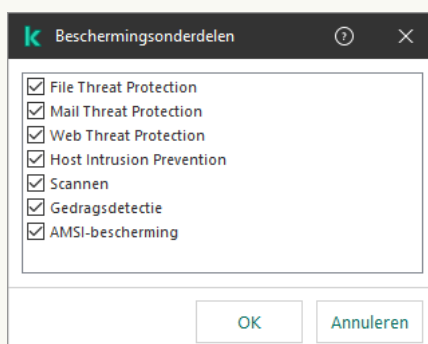 Beschermingsonderdelen
File Threat Protection
Mail Threat Protection
Web Threat Protection
Host Intrusion Prevention
Scannen
Gedragsdetectie
AMSI-bescherming
OK Annuleren